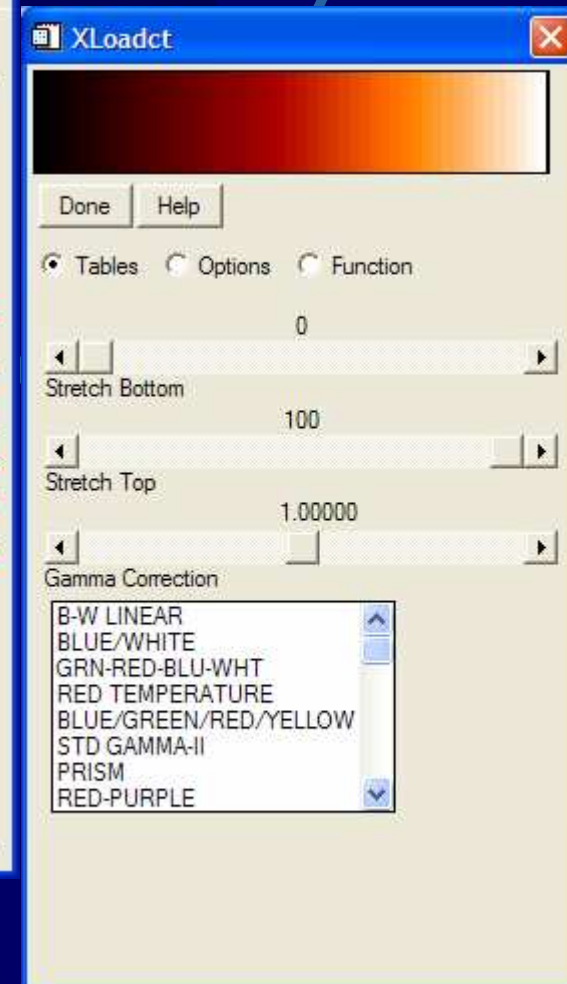 XLoadct
Done Help
Tables Options Function
0
Stretch Bottom
100
Stretch Top
1.00000
Gamma Correction
B-W LINEAR
BLUE/WHITE
GRN-RED-BLU-WHT
RED TEMPERATURE
BLUE/GREEN/RED/YELLOW
STD GAMMA-II
PRISM
RED-PURPLE